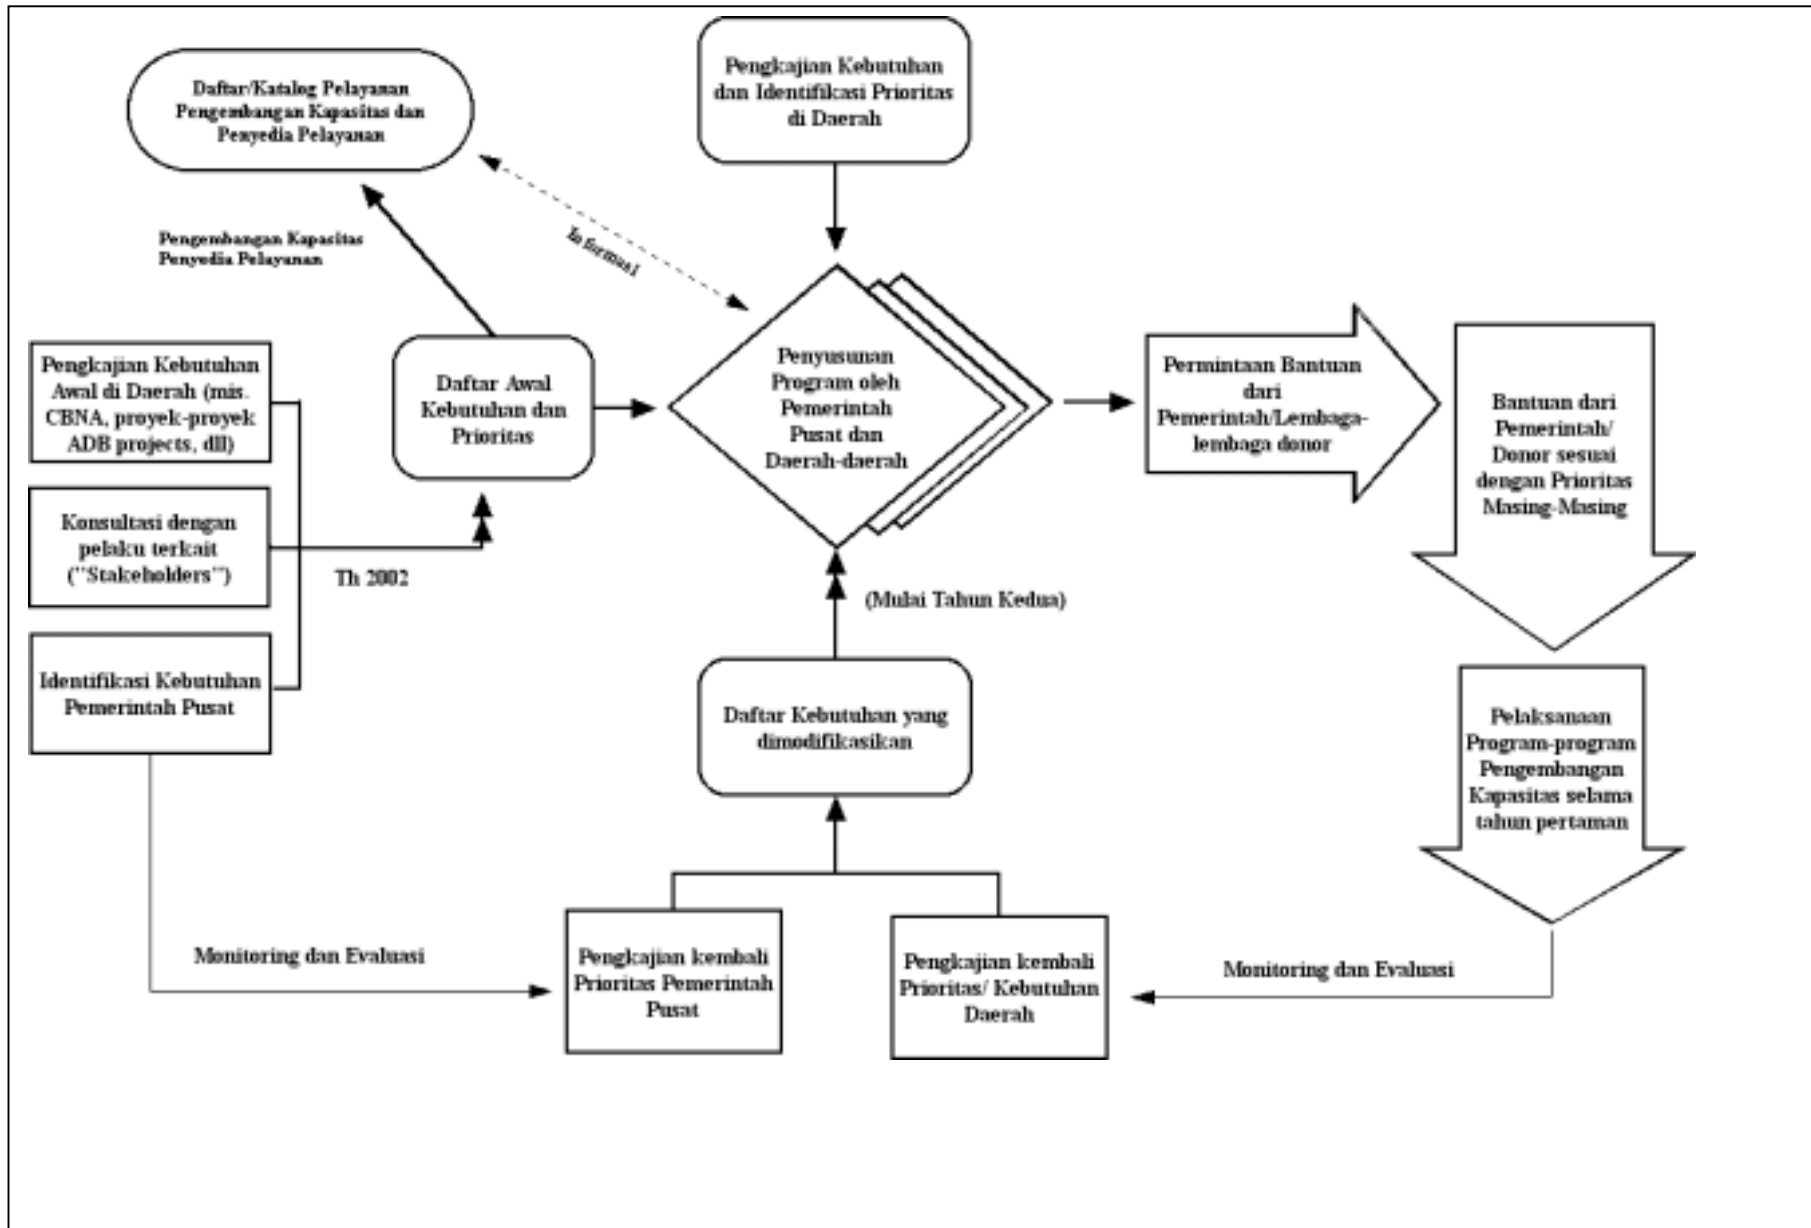 Daftar/Katalog Pelayanan
Pengembangan Kapasitas dan
Penyedia Pelayanan
Pengkajian Kebutuhan
dan Identifikasi Prioritas
di Daerah
Pengembangan Kapasitas
Penyedia Pelayanan
Informasi
Pengkajian Kebutuhan
Awal di Daerah (mis.
CBNA, proyek-proyek
ADB projects, dll)
Konsultasi dengan
pelaku terkait
("Stakeholders")
Identifikasi Kebutuhan
Pemerintah Pusat
Th 2002
Daftar Awal
Kebutuhan dan
Prioritas
Penyusunan
Program oleh
Pemerintah
Pusat dan
Daerah-daerah
Permintaan Bantuan
dari
Pemerintah/Lembaga-
lembaga donor
Bantuan dari
Pemerintah/
Donor sesuai
dengan Prioritas
Masing-Masing
(Mulai Tahun Kedua)
Daftar Kebutuhan yang
dimodifikasikan
Pelaksanaan
Program-program
Pengembangan
Kapasitas selama
tahun pertaman
Monitoring dan Evaluasi
Pengkajian kembali
Prioritas Pemerintah
Pusat
Pengkajian kembali
Prioritas/ Kebutuhan
Daerah
Monitoring dan Evaluasi